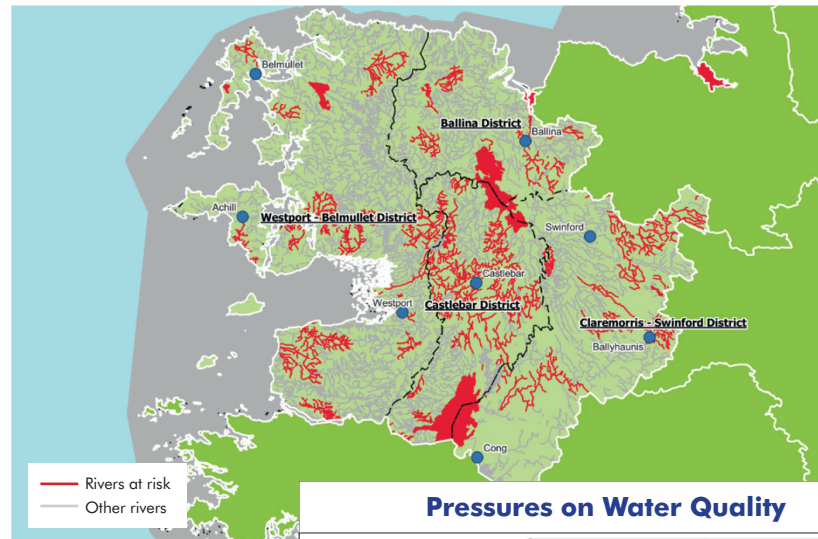 Belmullet
Ballina District
Ballina
Achill
Westport - Belmullet District
Swinford
Castlebar
Westport
Castlebar District
Claremorris - Swinford District
Ballyhaunis
Cong
Rivers at risk
Other rivers
Pressures on Water Quality